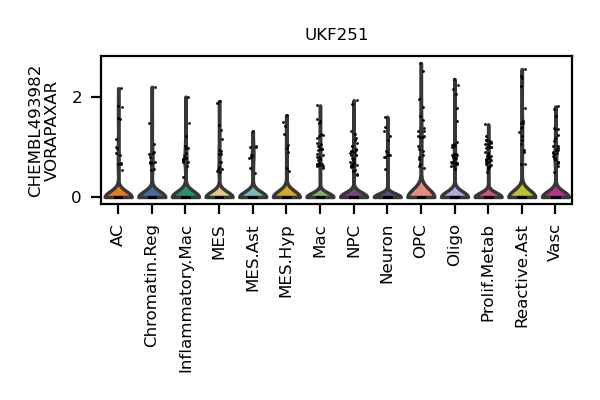 UKF251
CHEMBL493982
VORAPAXAR
2
0
AC
Chromatin.Reg
Inflammatory.Mac
MES
MES.Ast
MES.Hyp
Mac
NPC
Neuron
OPC
Oligo
Prolif.Metab
Reactive.Ast
Vasc